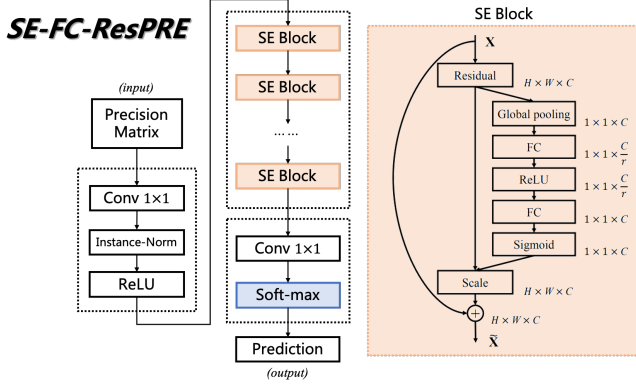 SE-FC-ResPRE
(input)
Precision
Matrix
Conv 1×1
Instance-Norm
ReLU
SE Block
SE Block
... ...
SE Block
Conv 1×1
Soft-max
Prediction
(output)
SE Block
X
Residual
H × W × C
Global pooling
1 × 1 × C
FC
1 × 1 × C/r
ReLU
1 × 1 × C/r
FC
1 × 1 × C
Sigmoid
1 × 1 × C
Scale
H × W × C
+
H × W × C
X̃